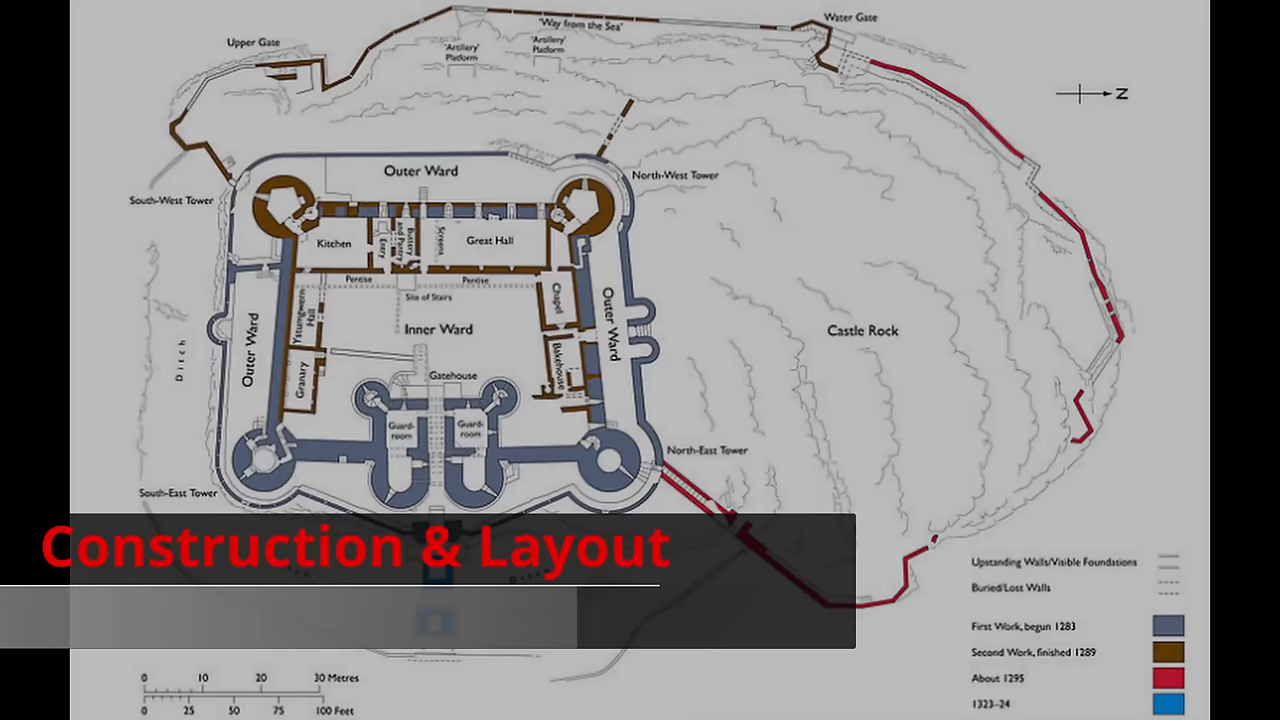 'Way from the Sea'
Water Gate
Upper Gate
'Artillery'
Platform
'Artillery'
Platform
N
Outer Ward
North-West Tower
South-West Tower
Kitchen
Entry
Buttery
and Pantry
Screens
Great Hall
Pentise
Pentise
Site of Stairs
Chapel
Ystumgwern
Hall
Outer Ward
Inner Ward
Outer Ward
Castle Rock
Ditch
Granary
Gatehouse
Bakehouse
Guard-
room
Guard-
room
North-East Tower
South-East Tower
Construction & Layout
Ditch
Upstanding Walls/Visible Foundations
Buried/Lost Walls
First Work, begun 1283
Second Work, finished 1289
About 1295
1323–24
0 10 20 30 Metres
0 25 50 75 100 Feet